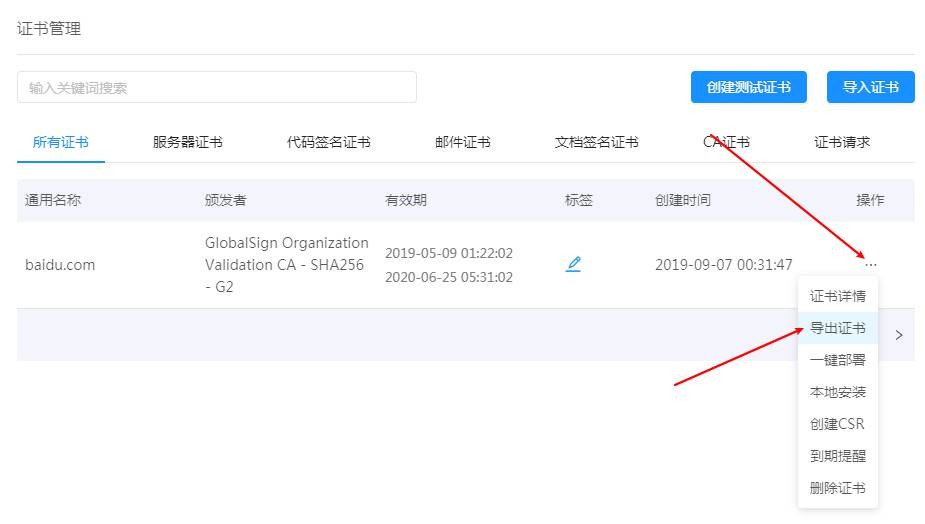 证书管理
输入关键词搜索
创建测试证书
导入证书
所有证书
服务器证书
代码签名证书
邮件证书
文档签名证书
CA证书
证书请求
通用名称
颁发者
有效期
标签
创建时间
操作
baidu.com
GlobalSign Organization
Validation CA - SHA256
- G2
2019-05-09 01:22:02
2020-06-25 05:31:02
2019-09-07 00:31:47
...
证书详情
导出证书
一键部署
本地安装
创建CSR
到期提醒
删除证书